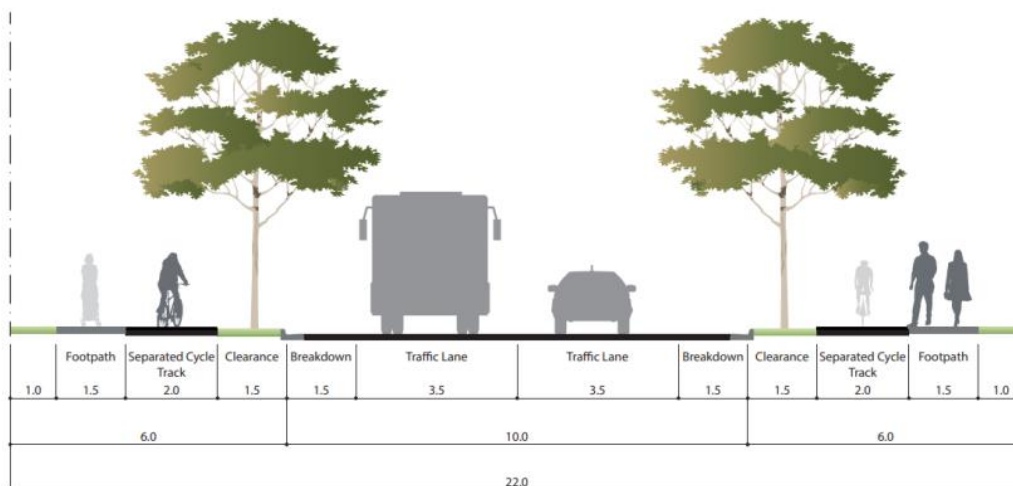 Footpath Separated Cycle Clearance Breakdown Traffic Lane Traffic Lane Breakdown Clearance Separated Cycle Footpath
Track Track
1.0 1.5 2.0 1.5 1.5 3.5 3.5 1.5 1.5 2.0 1.5 1.0
6.0 10.0 6.0
22.0